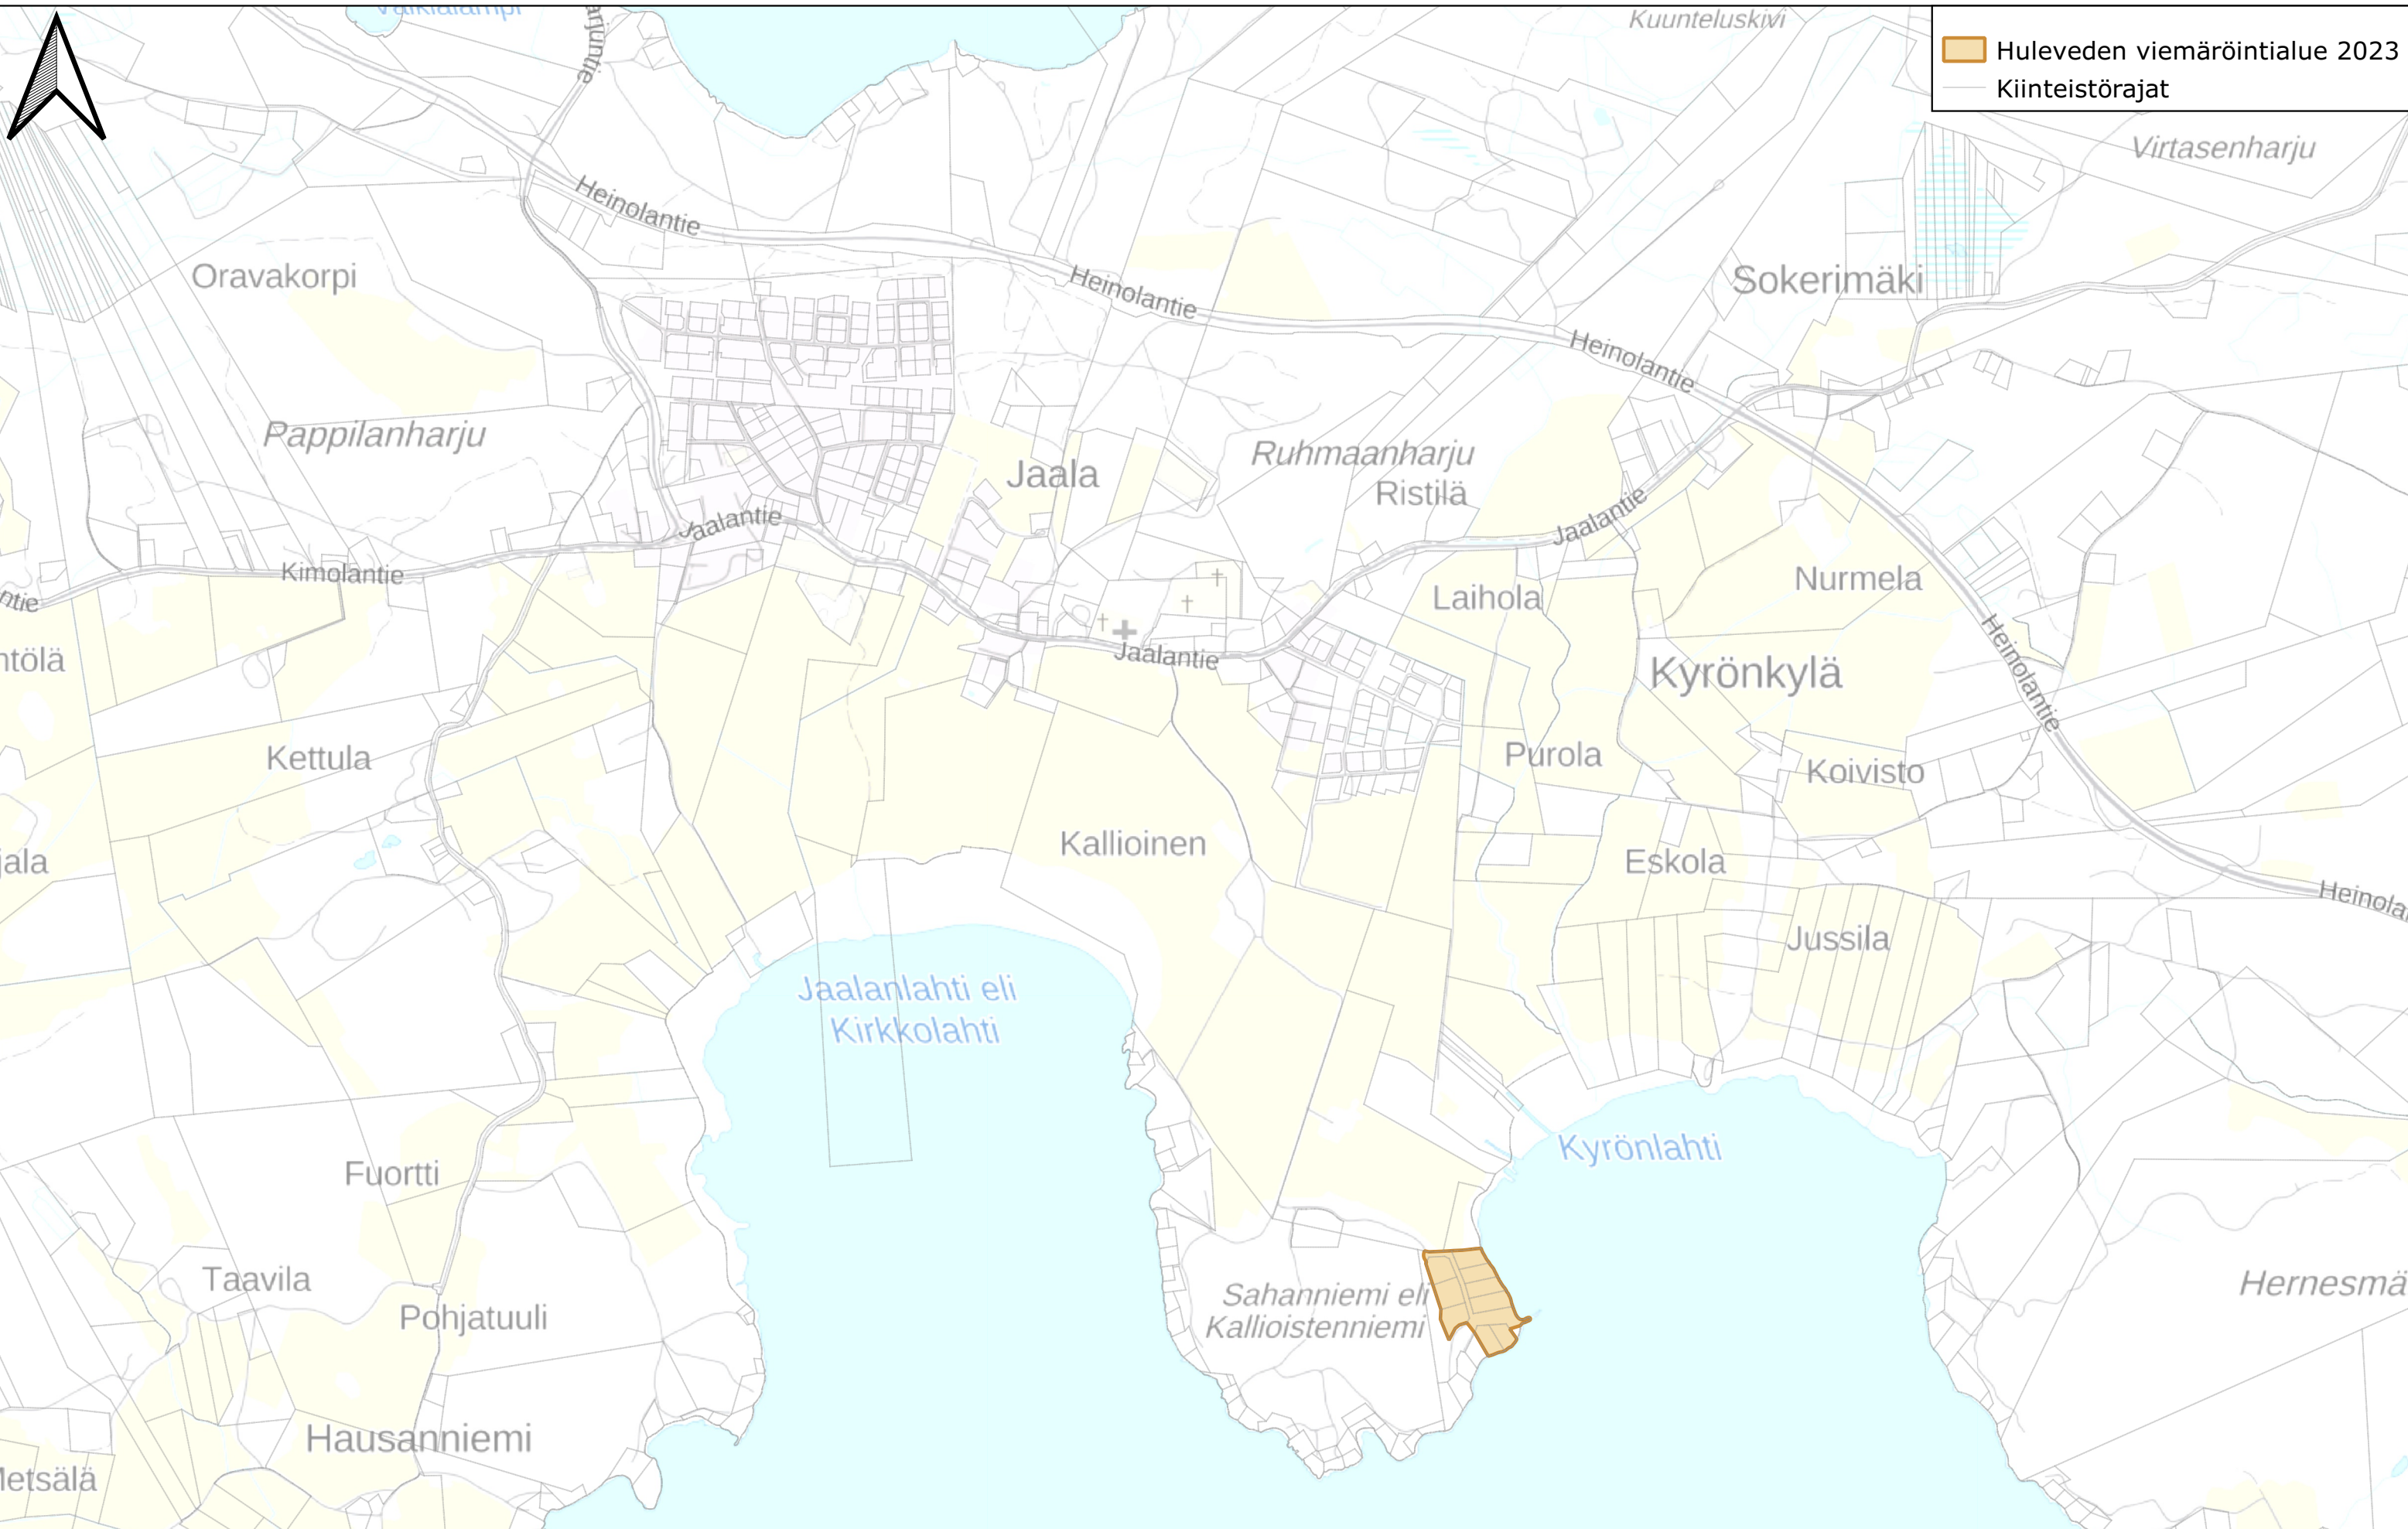 Kuunteluskivi
Huleveden viemäröintialue 2023
Kiinteistörajat
Virtasenharju
Heinolantie
Oravakorpi
Heinolantie
Sokerimäki
Heinolantie
Pappilanharju
Jaala
Ruhmaanharju
Ristilä
Jaalantie
Jaalantie
Kimolantie
Nurmela
Laihola
Heinolantie
Jaalantie
Kyrönkylä
Kettula
Purola
Koivisto
Kallioinen
Eskola
Jussila
Jaalanlahti eli
Kirkkolahti
Kyrönlahti
Fuortti
Taavila
Sahanniemi eli
Kallioistenniemi
Pohjatuuli
Hausanniemi